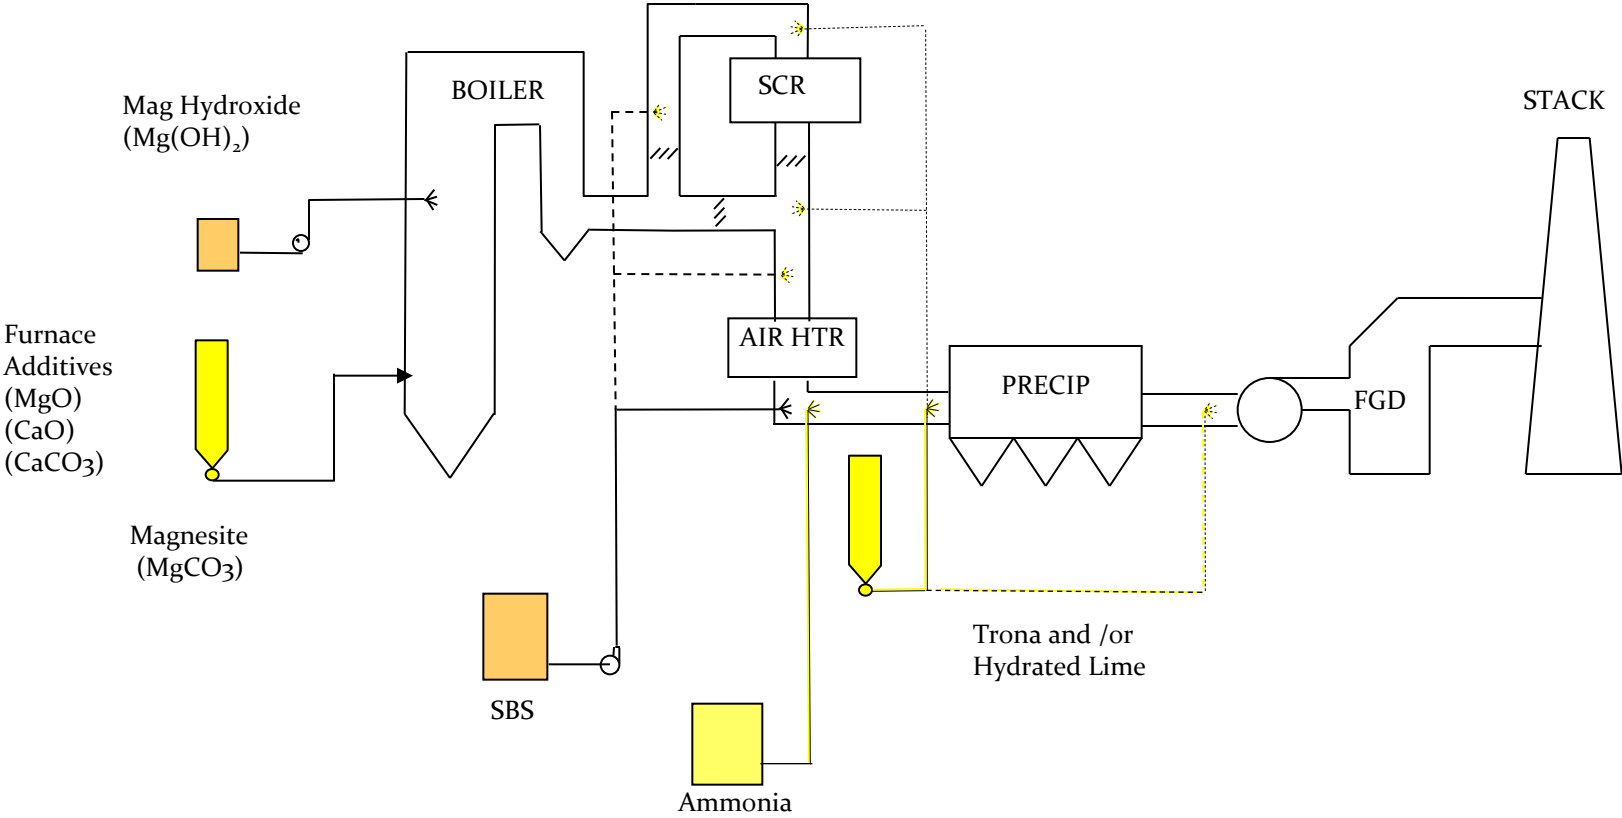 BOILER
SCR
STACK
Mag Hydroxide
(Mg(OH)₂)
Furnace
Additives
(MgO)
(CaO)
(CaCO3)
AIR HTR
PRECIP
FGD
Magnesite
(MgCO3)
Trona and /or
Hydrated Lime
SBS
Ammonia